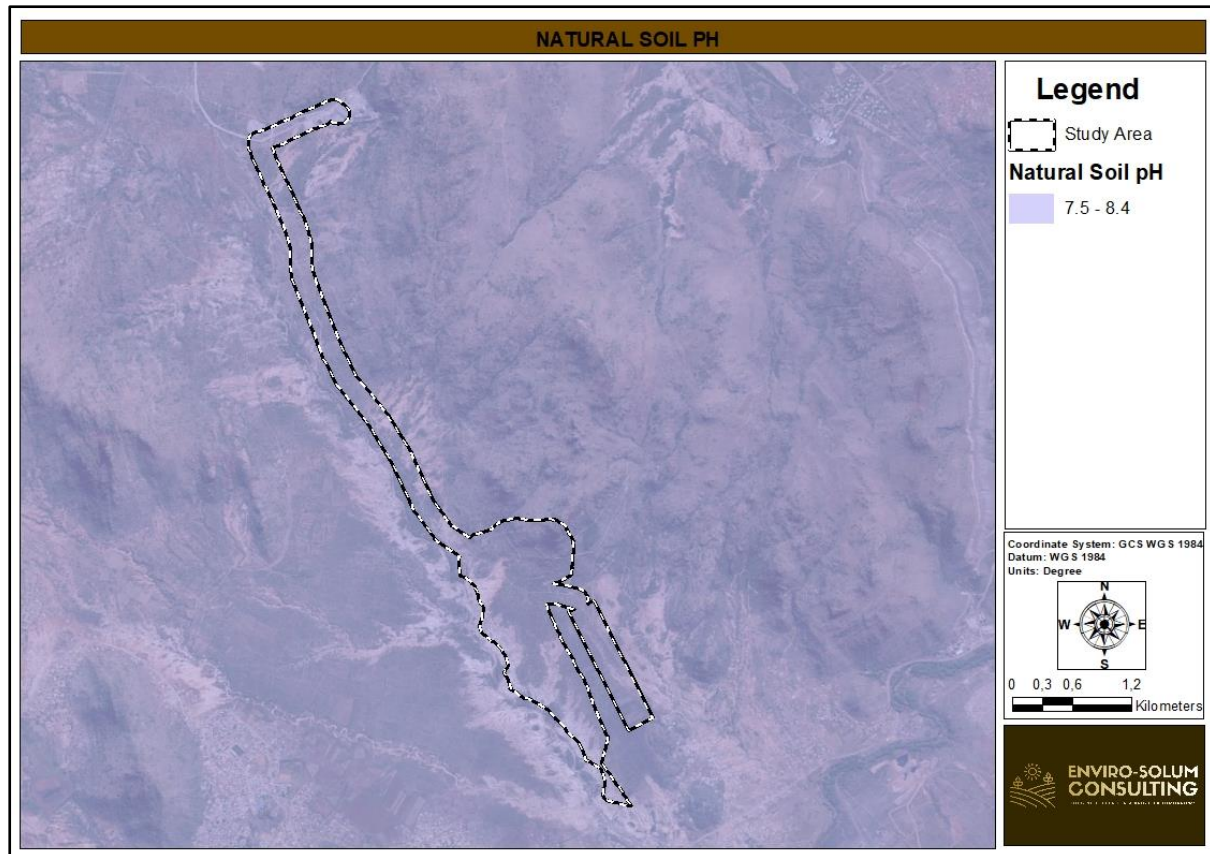 NATURAL SOIL PH
Legend
Study Area
Natural Soil pH
7.5 - 8.4
Coordinate System: GCS WGS 1984
Datum: WGS 1984
Units: Degree
N
W E
S
0 0,3 0,6 1,2
Kilometers
ENVIRO-SOLUM
CONSULTING